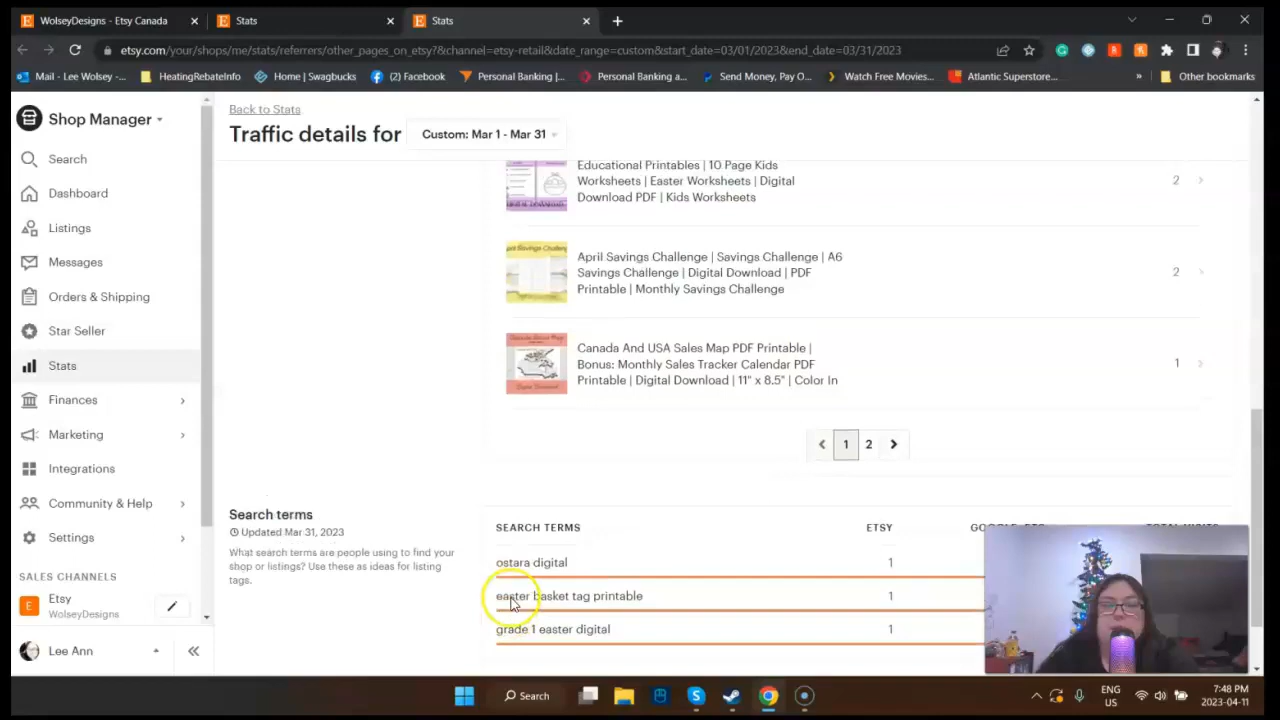 WolseyDesigns - Etsy Canada
Stats
Stats
etsy.com/your/shops/me/stats/referrers/other_pages_on_etsy?&channel=etsy-retail&date_range=custom&start_date=03/01/2023&end_date=03/31/2023
Mail - Lee Wolsey -...
HeatingRebateInfo
Home | Swagbucks
Facebook
Personal Banking |...
Personal Banking a...
Send Money, Pay O...
Watch Free Movies...
Atlantic Superstore...
»
Other bookmarks
Shop Manager
Search
Dashboard
Listings
Messages
Orders & Shipping
Star Seller
Stats
Finances
Marketing
Integrations
Community & Help
Settings
SALES CHANNELS
E
Etsy
WolseyDesigns
Lee Ann
Back to Stats
Traffic details for
Custom: Mar 1 - Mar 31
Educational Printables | 10 Page Kids
Worksheets | Easter Worksheets | Digital
Download PDF | Kids Worksheets
2
April Savings Challenge | Savings Challenge | A6
Savings Challenge | Digital Download | PDF
Printable | Monthly Savings Challenge
2
Canada And USA Sales Map PDF Printable |
Bonus: Monthly Sales Tracker Calendar PDF
Printable | Digital Download | 11" x 8.5" | Color In
1
1 2
Search terms
Updated Mar 31, 2023
What search terms are people using to find your
shop or listings? Use these as ideas for listing
tags.
SEARCH TERMS ETSY
ostara digital 1
easter basket tag printable 1
grade 1 easter digital 1
Search
ENG
US
7:48 PM
2023-04-11